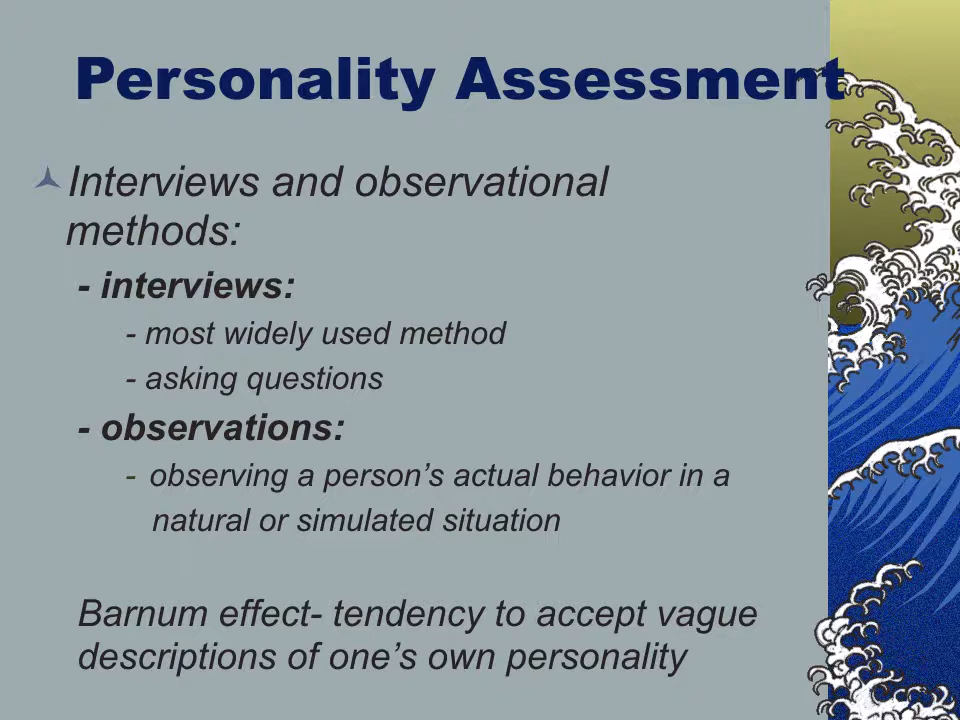 Personality Assessment
Interviews and observational
methods:
- interviews:
- most widely used method
- asking questions
- observations:
- observing a person’s actual behavior in a
natural or simulated situation
Barnum effect- tendency to accept vague
descriptions of one’s own personality